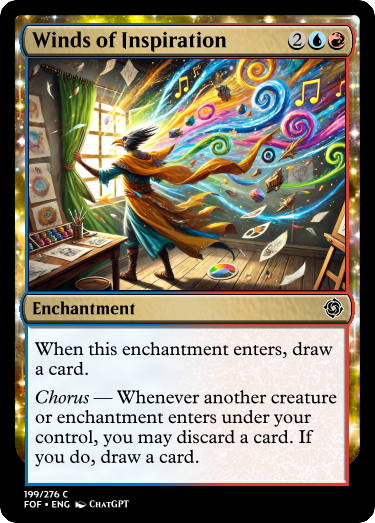 Winds of Inspiration 2
Enchantment
When this enchantment enters, draw
a card.
Chorus — Whenever another creature
or enchantment enters under your
control, you may discard a card. If
you do, draw a card.
199/276 C
FOF • ENG ChatGPT